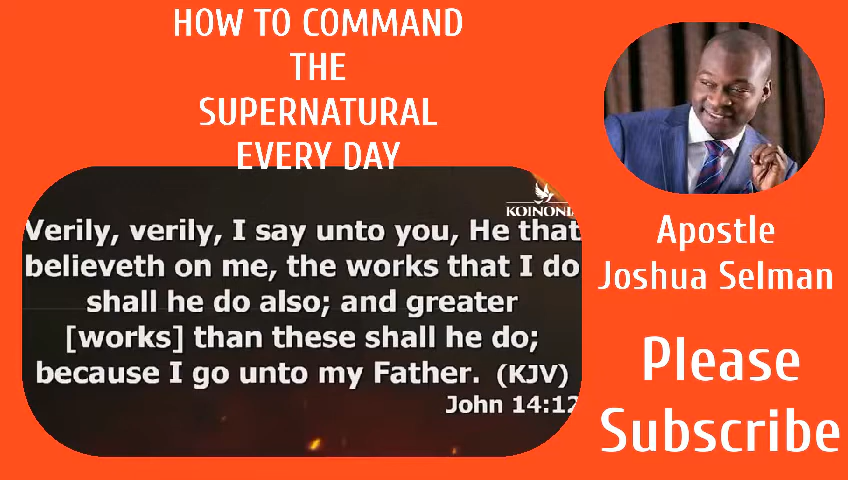 HOW TO COMMAND
THE
SUPERNATURAL
EVERY DAY
KOINONIA
Verily, verily, I say unto you, He that
believeth on me, the works that I do
shall he do also; and greater
[works] than these shall he do;
because I go unto my Father. (KJV)
John 14:12
Apostle
Joshua Selman
Please
Subscribe